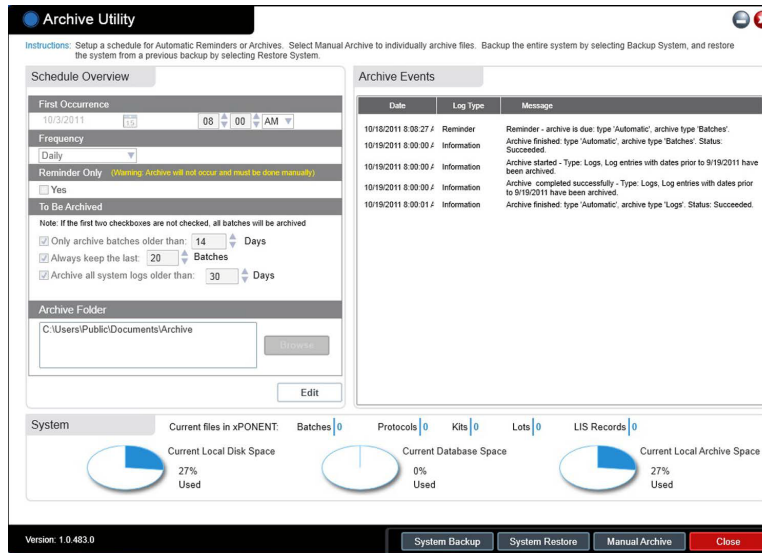 Archive Utility
Instructions: Setup a schedule for Automatic Reminders or Archives. Select Manual Archive to individually archive files. Backup the entire system by selecting Backup System, and restore
the system from a previous backup by selecting Restore System.
Schedule Overview
First Occurrence
10/3/2011 15 08 00 AM
Frequency
Daily
Reminder Only (Warning: Archive will not occur and must be done manually)
Yes
To Be Archived
Note: If the first two checkboxes are not checked, all batches will be archived
Only archive batches older than: 14 Days
Always keep the last: 20 Batches
Archive all system logs older than: 30 Days
Archive Folder
C:\Users\Public\Documents\Archive
Browse
Edit
Archive Events
Date Log Type Message
10/18/2011 8:08:27 A Reminder Reminder - archive is due: type 'Automatic', archive type 'Batches'.
10/19/2011 8:00:00 A Information Archive finished: type 'Automatic', archive type 'Batches'. Status:
Succeeded.
10/19/2011 8:00:00 A Information Archive started - Type: Logs, Log entries with dates prior to 9/19/2011 have
been archived.
10/19/2011 8:00:00 A Information Archive completed successfully - Type: Logs, Log entries with dates prior
to 9/19/2011 have been archived.
10/19/2011 8:00:01 A Information Archive finished: type 'Automatic', archive type 'Logs'. Status: Succeeded.
System
Current files in xPONENT: Batches 0 Protocols 0 Kits 0 Lots 0 LIS Records 0
Current Local Disk Space
27%
Used
Current Database Space
0%
Used
Current Local Archive Space
27%
Used
Version: 1.0.483.0
System Backup
System Restore
Manual Archive
Close